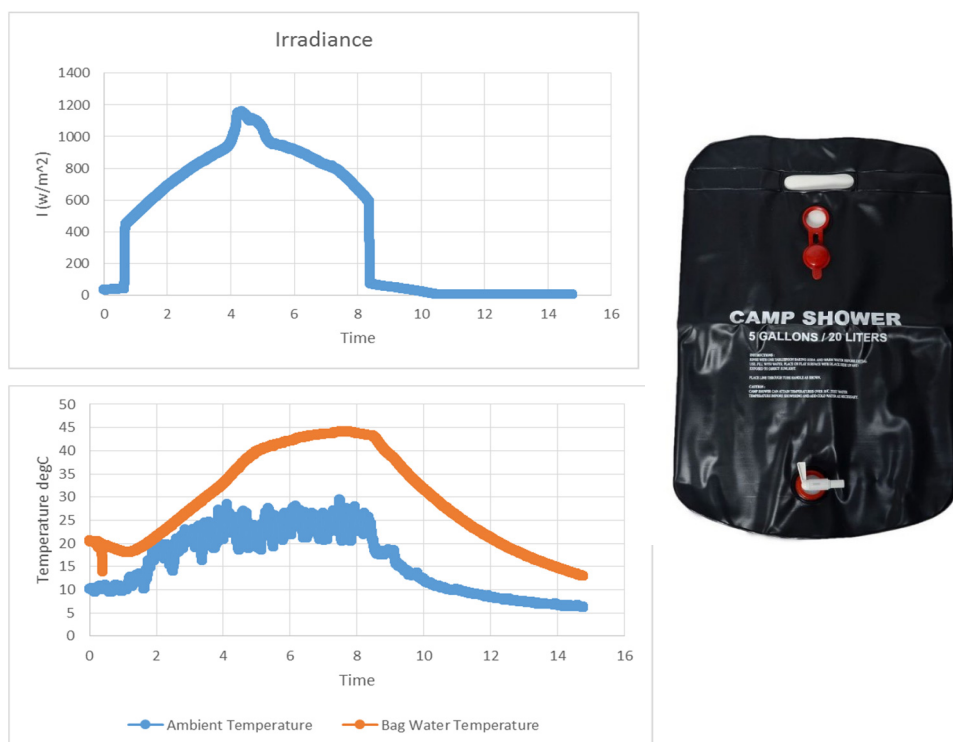 Irradiance
I (w/m^2)
1400
1200
1000
800
600
400
200
0
0 2 4 6 8 10 12 14 16
Time
Temperature degC
50
45
40
35
30
25
20
15
10
5
0
0 2 4 6 8 10 12 14 16
Time
Ambient Temperature Bag Water Temperature
CAMP SHOWER
5 GALLONS / 20 LITERS